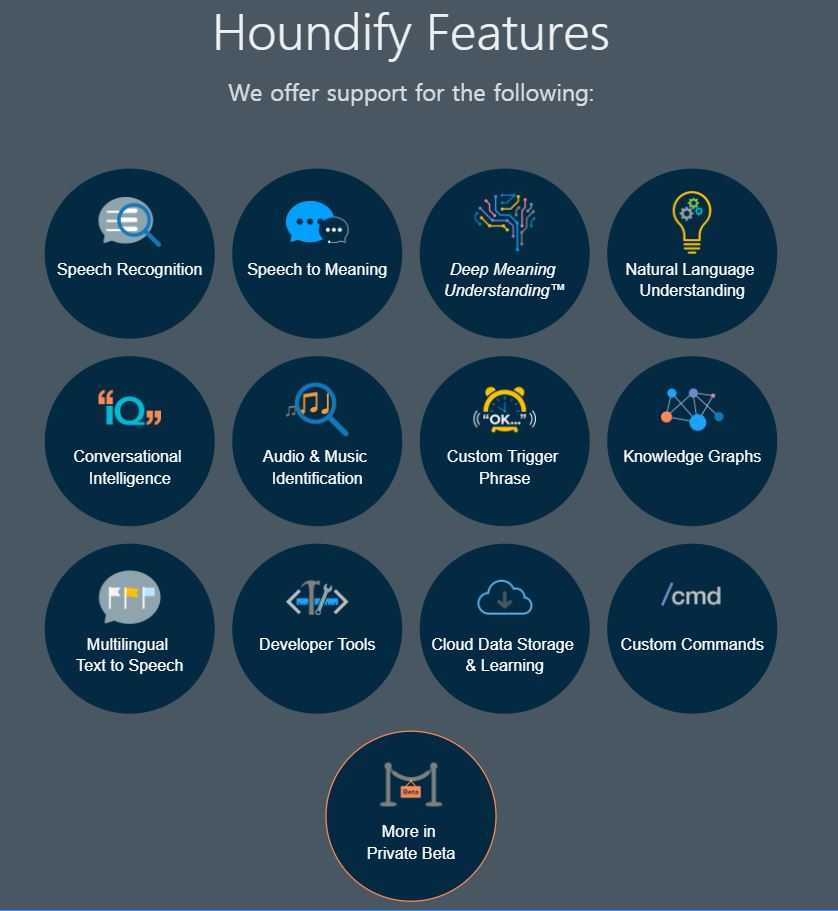 Houndify Features
We offer support for the following:
Speech Recognition
Speech to Meaning
Deep Meaning
Understanding™
Natural Language
Understanding
“iQ„
Conversational
Intelligence
Audio & Music
Identification
“OK...”
Custom Trigger
Phrase
Knowledge Graphs
Multilingual
Text to Speech
Developer Tools
Cloud Data Storage
& Learning
/cmd
Custom Commands
Beta
More in
Private Beta